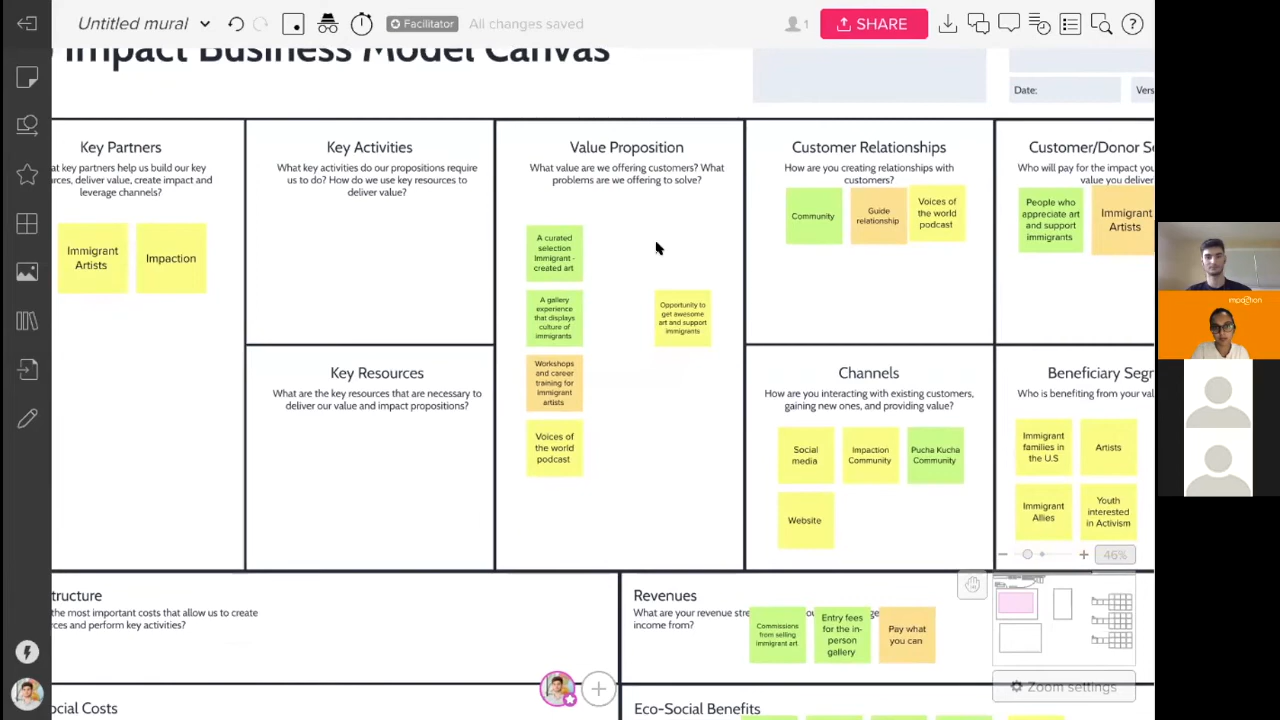 Untitled mural
Facilitator
All changes saved
1
SHARE
?
Impact Business Model Canvas
Date:
Vers
Key Partners
at key partners help us build our key
rces, deliver value, create impact and
leverage channels?
Immigrant
Artists
Impaction
Key Activities
What key activities do our propositions require
us to do? How do we use key resources to
deliver value?
Key Resources
What are the key resources that are necessary to
deliver our value and impact propositions?
Value Proposition
What value are we offering customers? What
problems are we offering to solve?
A curated
selection
Immigrant -
created art
A gallery
experience
that displays
culture of
immigrants
Workshops
and career
training for
immigrant
artists
Voices of
the world
podcast
Opportunity to
get awesome
art and support
immigrants
Customer Relationships
How are you creating relationships with
customers?
Community
Guide
relationship
Voices of
the world
podcast
Channels
How are you interacting with existing customers,
gaining new ones, and providing value?
Social
media
Impaction
Community
Pucha Kucha
Community
Website
Customer/Donor Se
Who will pay for the impact you
value you deliver
People who
appreciate art
and support
immigrants
Immigrant
Artists
Beneficiary Segr
Who is benefiting from your val
Immigrant
families in
the U.S
Artists
Immigrant
Allies
Youth
interested
in Activism
46%
Zoom settings
tructure
the most important costs that allow us to create
rces and perform key activities?
Revenues
What are your revenue stre
income from?
Commissions
from selling
immigrant art
Entry fees
for the in-
person
gallery
Pay what
you can
ocial Costs
Eco-Social Benefits